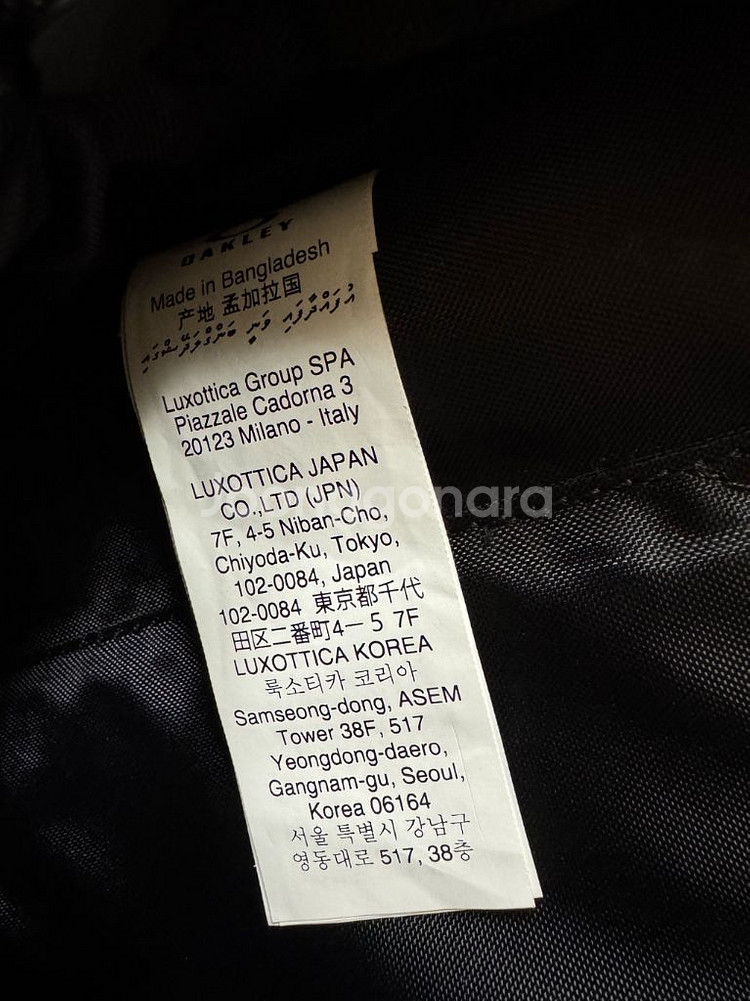 OAKLEY
Made in Bangladesh
产地 孟加拉国
Luxottica Group SPA
Piazzale Cadorna 3
20123 Milano - Italy
LUXOTTICA JAPAN
CO.,LTD (JPN)
7F, 4-5 Niban-Cho,
Chiyoda-Ku, Tokyo,
102-0084, Japan
102-0084 東京都千代
田区二番町4ー5 7F
LUXOTTICA KOREA
룩소티카 코리아
Samseong-dong, ASEM
Tower 38F, 517
Yeongdong-daero,
Gangnam-gu, Seoul,
Korea 06164
서울 특별시 강남구
영동대로 517, 38층